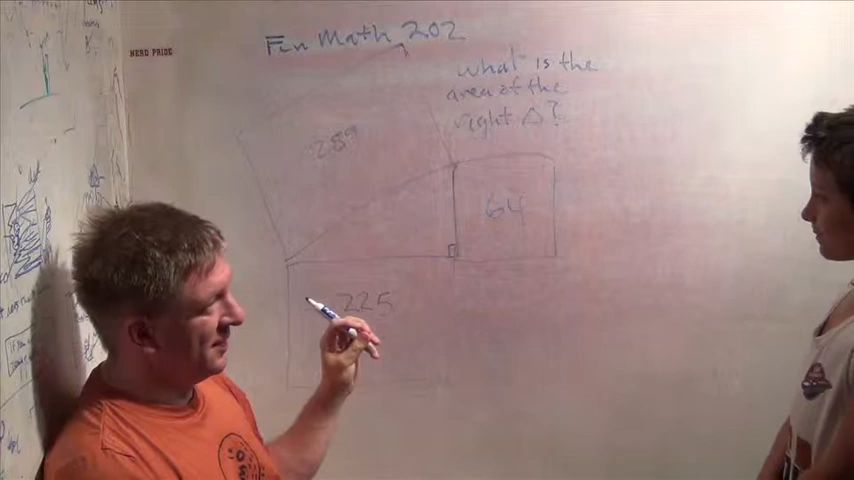 NERD PRIDE
Fun Math 202
what is the
area of the
right △?
289
64
225